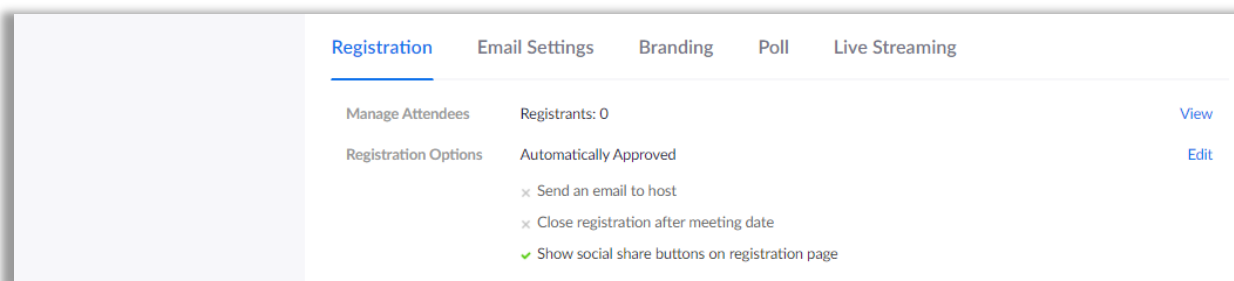 Registration Email Settings Branding Poll Live Streaming
Manage Attendees Registrants: 0 View
Registration Options Automatically Approved Edit
Send an email to host
Close registration after meeting date
Show social share buttons on registration page